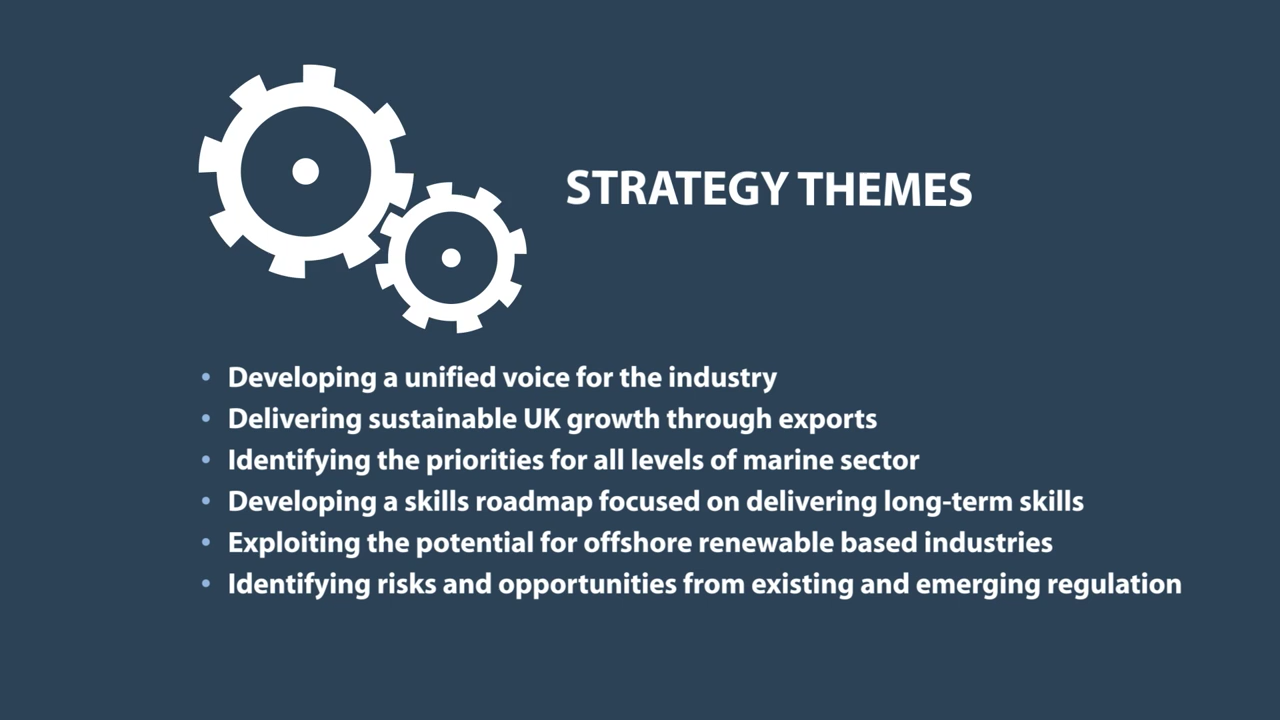 STRATEGY THEMES
• Developing a unified voice for the industry
• Delivering sustainable UK growth through exports
• Identifying the priorities for all levels of marine sector
• Developing a skills roadmap focused on delivering long-term skills
• Exploiting the potential for offshore renewable based industries
• Identifying risks and opportunities from existing and emerging regulation